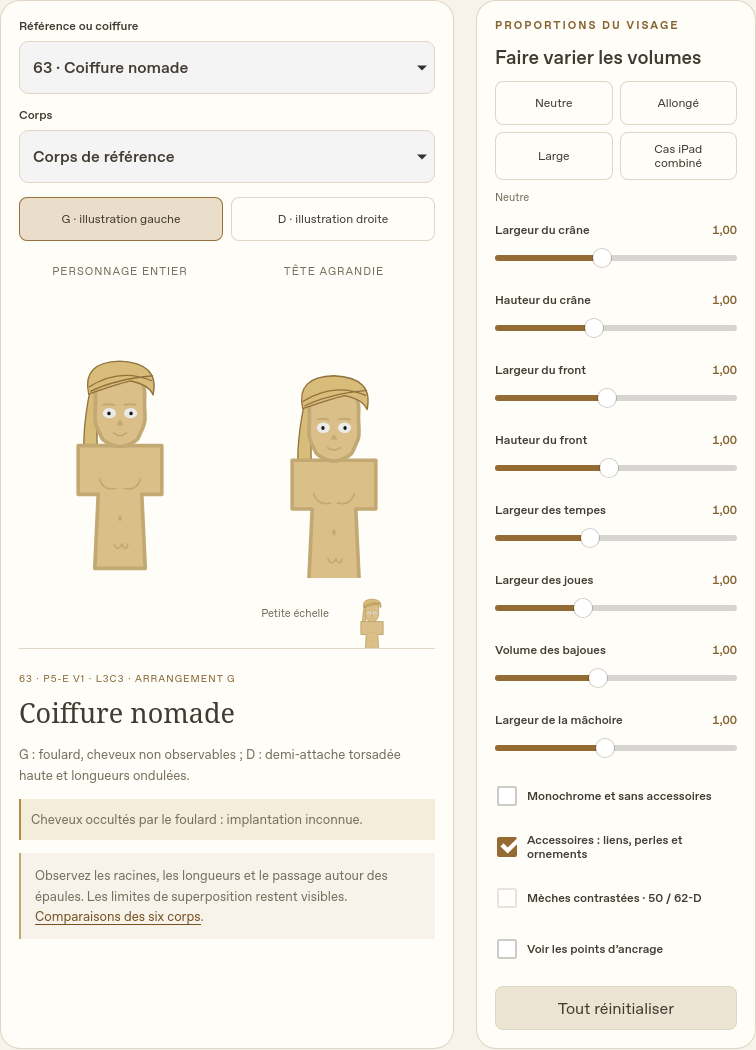 Référence ou coiffure
63 · Coiffure nomade
Corps
Corps de référence
G · illustration gauche
D · illustration droite
PERSONNAGE ENTIER
TÊTE AGRANDIE
Petite échelle
63 · P5-E V1 · L3C3 · ARRANGEMENT G
Coiffure nomade
G : foulard, cheveux non observables ; D : demi-attache torsadée
haute et longueurs ondulées.
Cheveux occultés par le foulard : implantation inconnue.
Observez les racines, les longueurs et le passage autour des
épaules. Les limites de superposition restent visibles.
Comparaisons des six corps.
PROPORTIONS DU VISAGE
Faire varier les volumes
Neutre
Allongé
Large
Cas iPad
combiné
Neutre
Largeur du crâne 1,00
Hauteur du crâne 1,00
Largeur du front 1,00
Hauteur du front 1,00
Largeur des tempes 1,00
Largeur des joues 1,00
Volume des bajoues 1,00
Largeur de la mâchoire 1,00
Monochrome et sans accessoires
Accessoires : liens, perles et
ornements
Mèches contrastées · 50 / 62-D
Voir les points d'ancrage
Tout réinitialiser